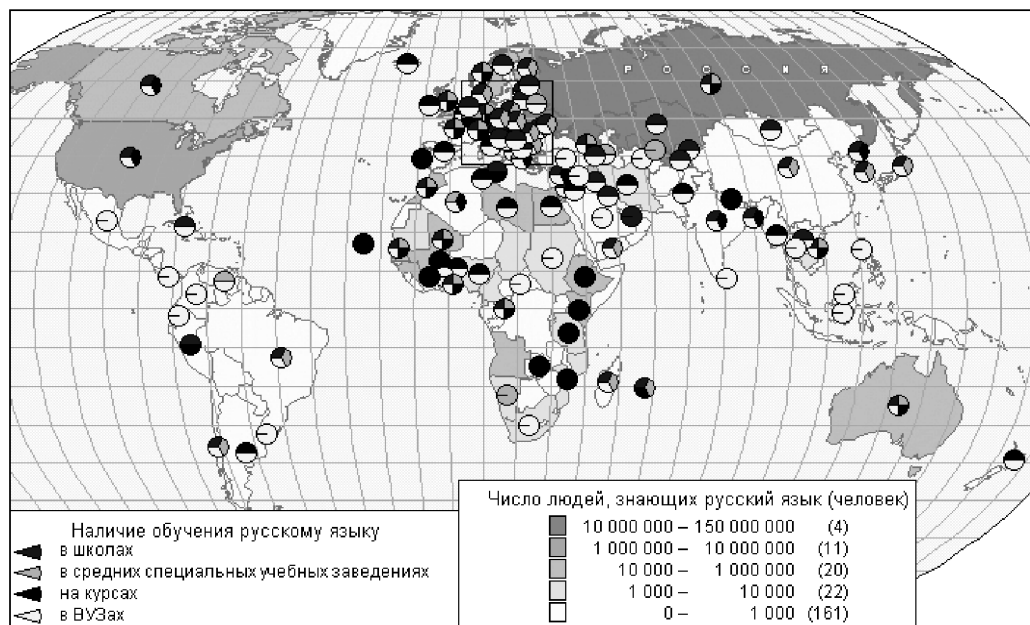 РОССИЯ
Наличие обучения русскому языку
в школах
в средних специальных учебных заведениях
на курсах
в ВУЗах
Число людей, знающих русский язык (человек)
10 000 000 – 150 000 000 (4)
1 000 000 – 10 000 000 (11)
10 000 – 1 000 000 (20)
1 000 – 10 000 (22)
0 – 1 000 (161)